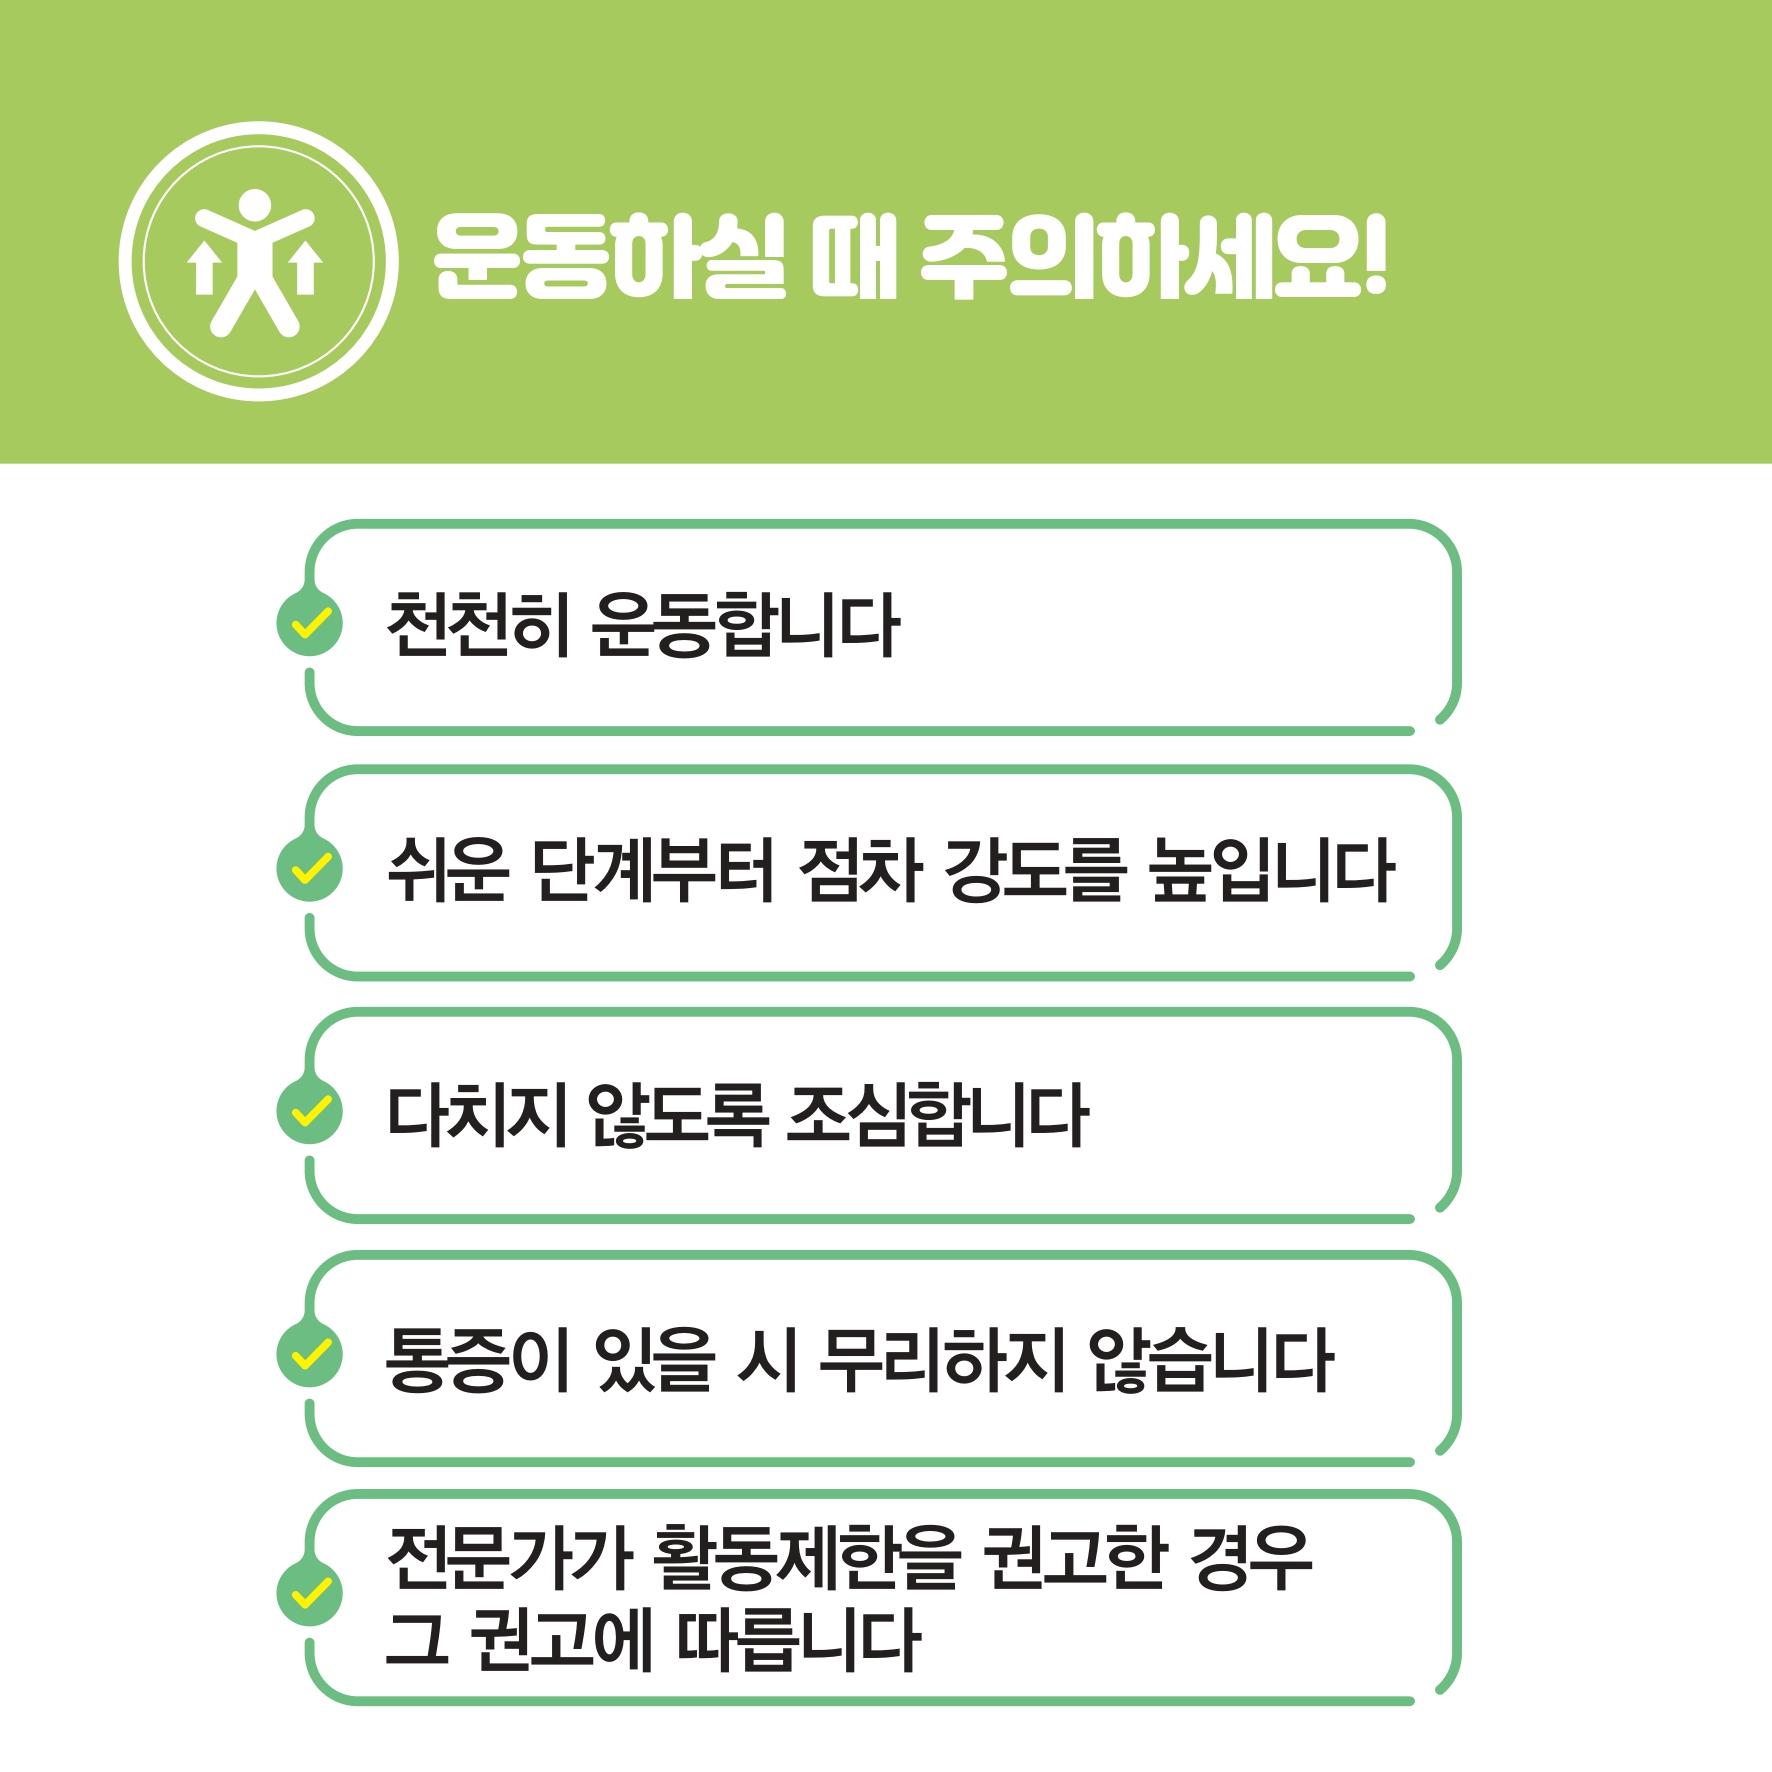 운동하실 때 주의하세요!
천천히 운동합니다
쉬운 단계부터 점차 강도를 높입니다
다치지 않도록 조심합니다
통증이 있을 시 무리하지 않습니다
전문가가 활동제한을 권고한 경우
그 권고에 따릅니다